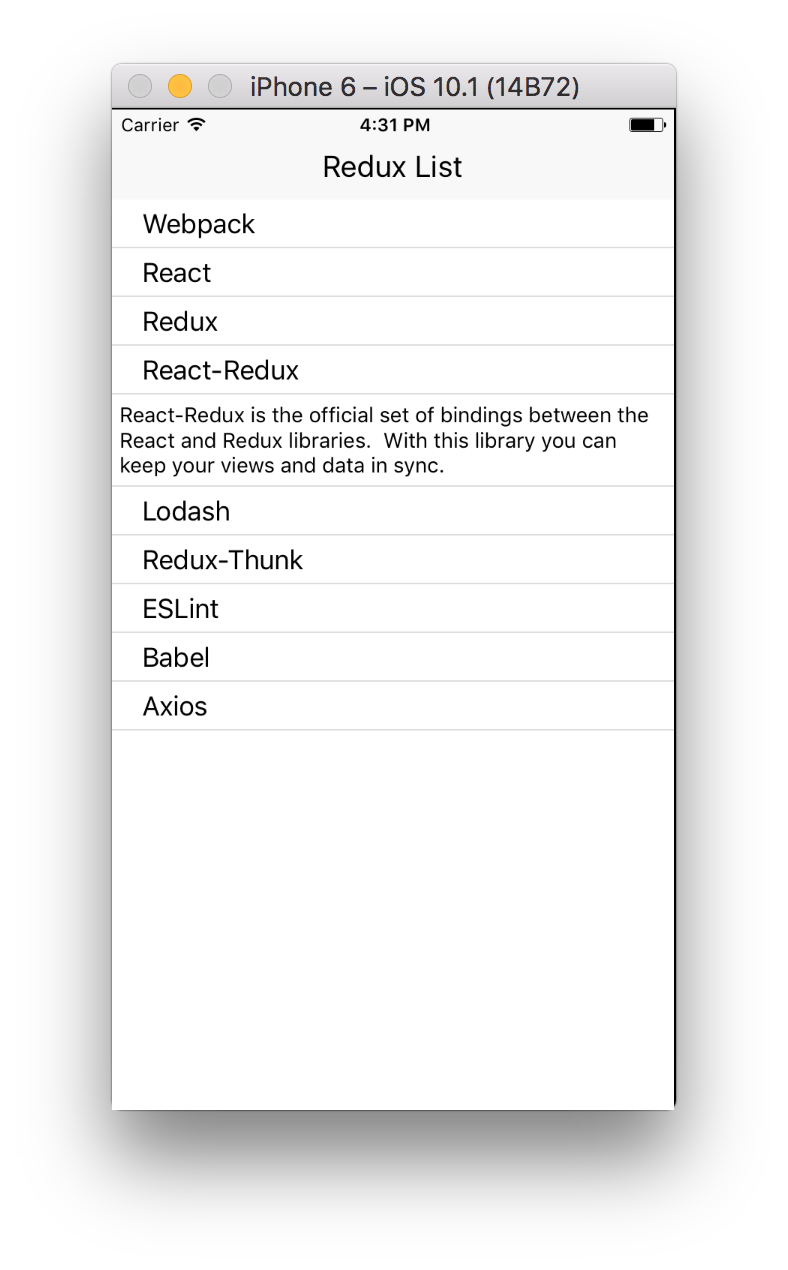 iPhone 6 – iOS 10.1 (14B72)
Carrier 4:31 PM
Redux List
Webpack
React
Redux
React-Redux
React-Redux is the official set of bindings between the
React and Redux libraries.  With this library you can
keep your views and data in sync.
Lodash
Redux-Thunk
ESLint
Babel
Axios